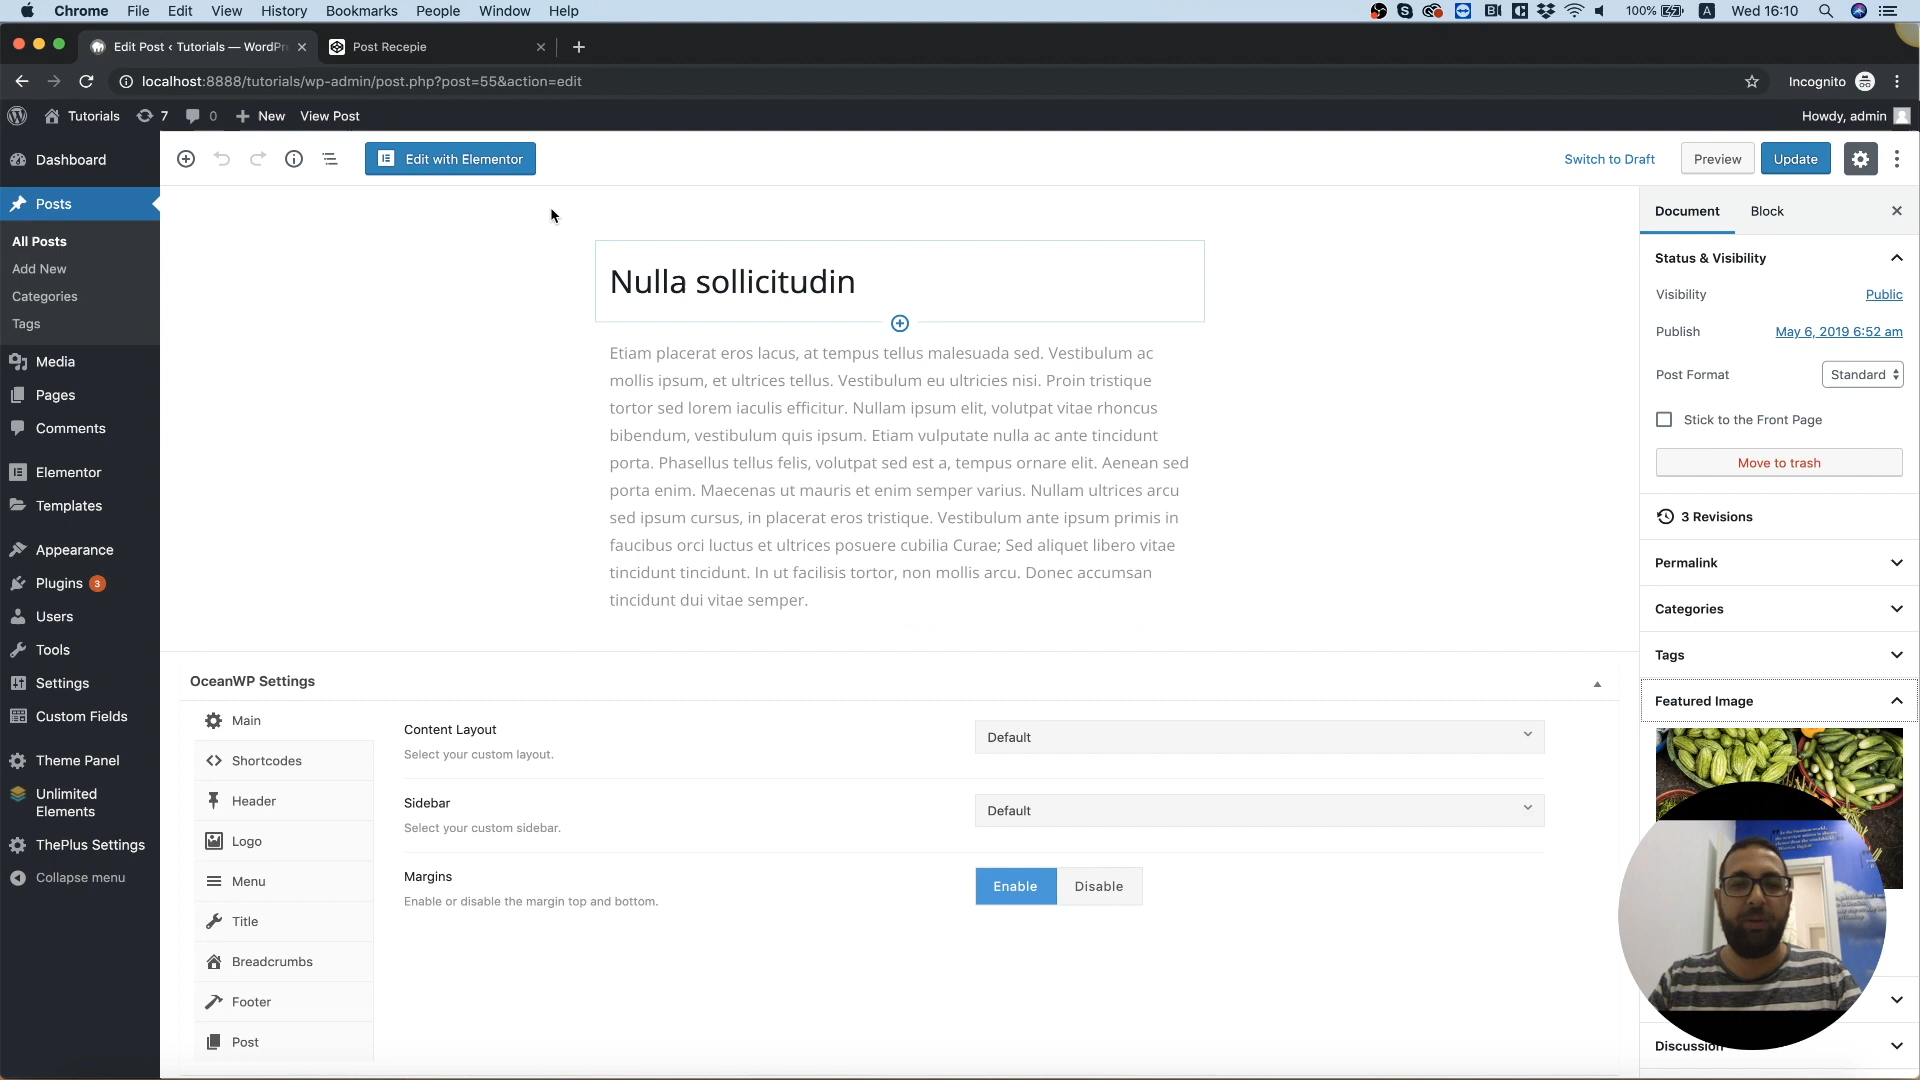 Chrome File Edit View History Bookmarks People Window Help
100% A Wed 16:10
Edit Post ‹ Tutorials — WordPr
Post Recepie
localhost:8888/tutorials/wp-admin/post.php?post=55&action=edit
Incognito
Tutorials 7 0 New View Post
Howdy, admin
Dashboard
Posts
All Posts
Add New
Categories
Tags
Media
Pages
Comments
Elementor
Templates
Appearance
Plugins 3
Users
Tools
Settings
Custom Fields
Theme Panel
Unlimited
Elements
ThePlus Settings
Collapse menu
Edit with Elementor
Switch to Draft
Preview
Update
Nulla sollicitudin
Etiam placerat eros lacus, at tempus tellus malesuada sed. Vestibulum ac
mollis ipsum, et ultrices tellus. Vestibulum eu ultricies nisi. Proin tristique
tortor sed lorem iaculis efficitur. Nullam ipsum elit, volutpat vitae rhoncus
bibendum, vestibulum quis ipsum. Etiam vulputate nulla ac ante tincidunt
porta. Phasellus tellus felis, volutpat sed est a, tempus ornare elit. Aenean sed
porta enim. Maecenas ut mauris et enim semper varius. Nullam ultrices arcu
sed ipsum cursus, in placerat eros tristique. Vestibulum ante ipsum primis in
faucibus orci luctus et ultrices posuere cubilia Curae; Sed aliquet libero vitae
tincidunt tincidunt. In ut facilisis tortor, non mollis arcu. Donec accumsan
tincidunt dui vitae semper.
OceanWP Settings
Main
Shortcodes
Header
Logo
Menu
Title
Breadcrumbs
Footer
Post
Content Layout
Select your custom layout.
Default
Sidebar
Select your custom sidebar.
Default
Margins
Enable or disable the margin top and bottom.
Enable
Disable
Document
Block
Status & Visibility
Visibility
Public
Publish
May 6, 2019 6:52 am
Post Format
Standard
Stick to the Front Page
Move to trash
3 Revisions
Permalink
Categories
Tags
Featured Image
Discussion